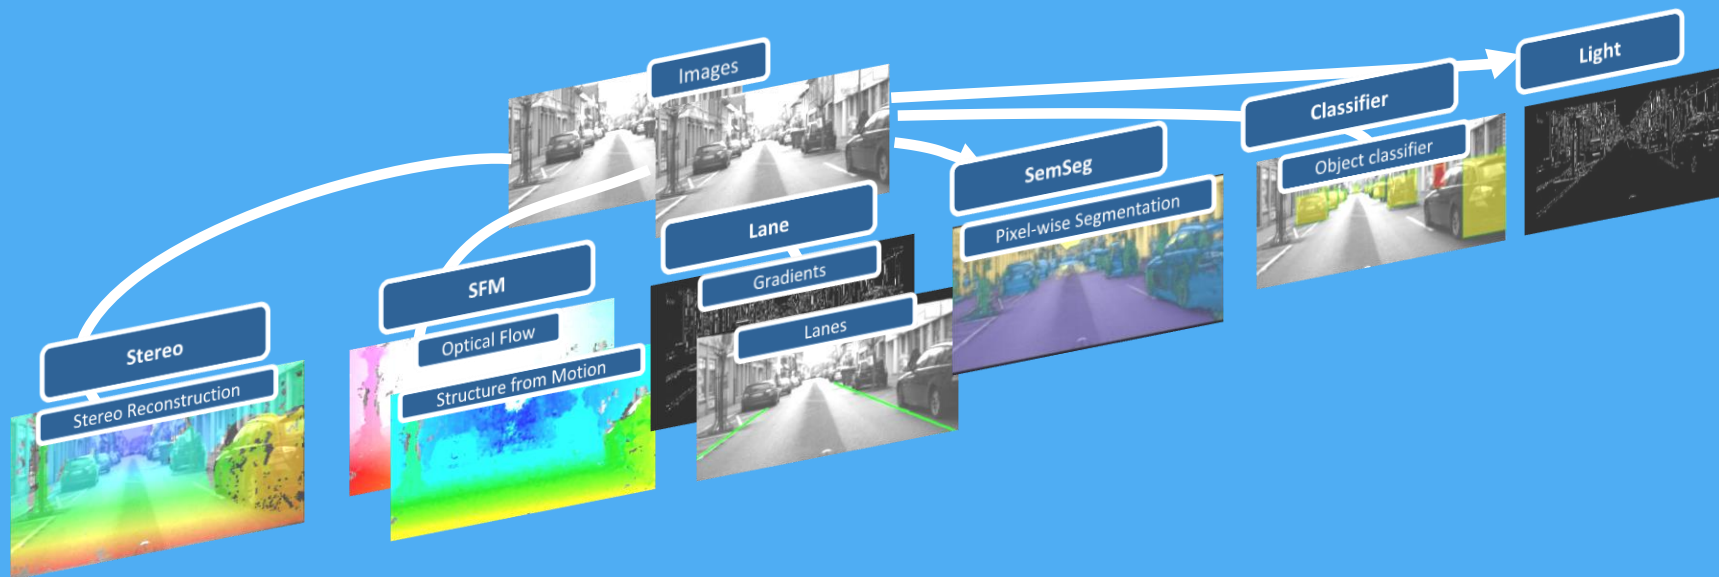 Images
Light
Classifier
Object classifier
SemSeg
Pixel-wise Segmentation
Lane
Gradients
Lanes
SFM
Optical Flow
Structure from Motion
Stereo
Stereo Reconstruction